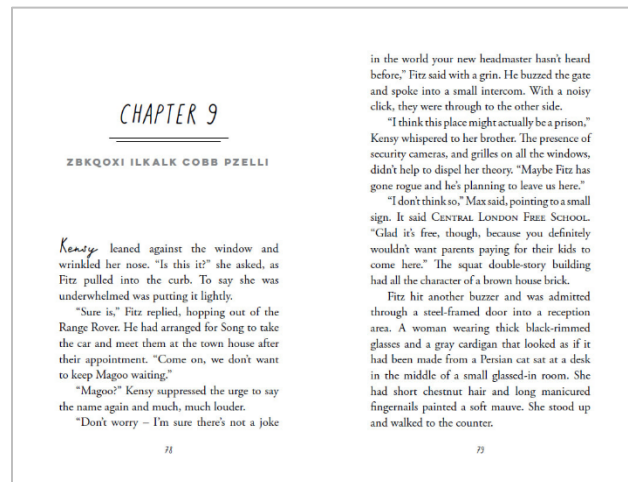 CHAPTER 9
ZBKQOXI ILKALK COBB PZELLI
Kensy leaned against the window and
wrinkled her nose. “Is this it?” she asked, as
Fitz pulled into the curb. To say she was
underwhelmed was putting it lightly.
“Sure is,” Fitz replied, hopping out of the
Range Rover. He had arranged for Song to take
the car and meet them at the town house after
their appointment. “Come on, we don’t want
to keep Magoo waiting.”
“Magoo?” Kensy suppressed the urge to say
the name again and much, much louder.
“Don’t worry – I’m sure there’s not a joke
78
in the world your new headmaster hasn’t heard
before,” Fitz said with a grin. He buzzed the gate
and spoke into a small intercom. With a noisy
click, they were through to the other side.
“I think this place might actually be a prison,”
Kensy whispered to her brother. The presence of
security cameras, and grilles on all the windows,
didn’t help to dispel her theory. “Maybe Fitz has
gone rogue and he’s planning to leave us here.”
“I don’t think so,” Max said, pointing to a small
sign. It said CENTRAL LONDON FREE SCHOOL.
“Glad it’s free, though, because you definitely
wouldn’t want parents paying for their kids to
come here.” The squat double-story building
had all the character of a brown house brick.
Fitz hit another buzzer and was admitted
through a steel-framed door into a reception
area. A woman wearing thick black-rimmed
glasses and a gray cardigan that looked as if it
had been made from a Persian cat sat at a desk
in the middle of a small glassed-in room. She
had short chestnut hair and long manicured
fingernails painted a soft mauve. She stood up
and walked to the counter.
79